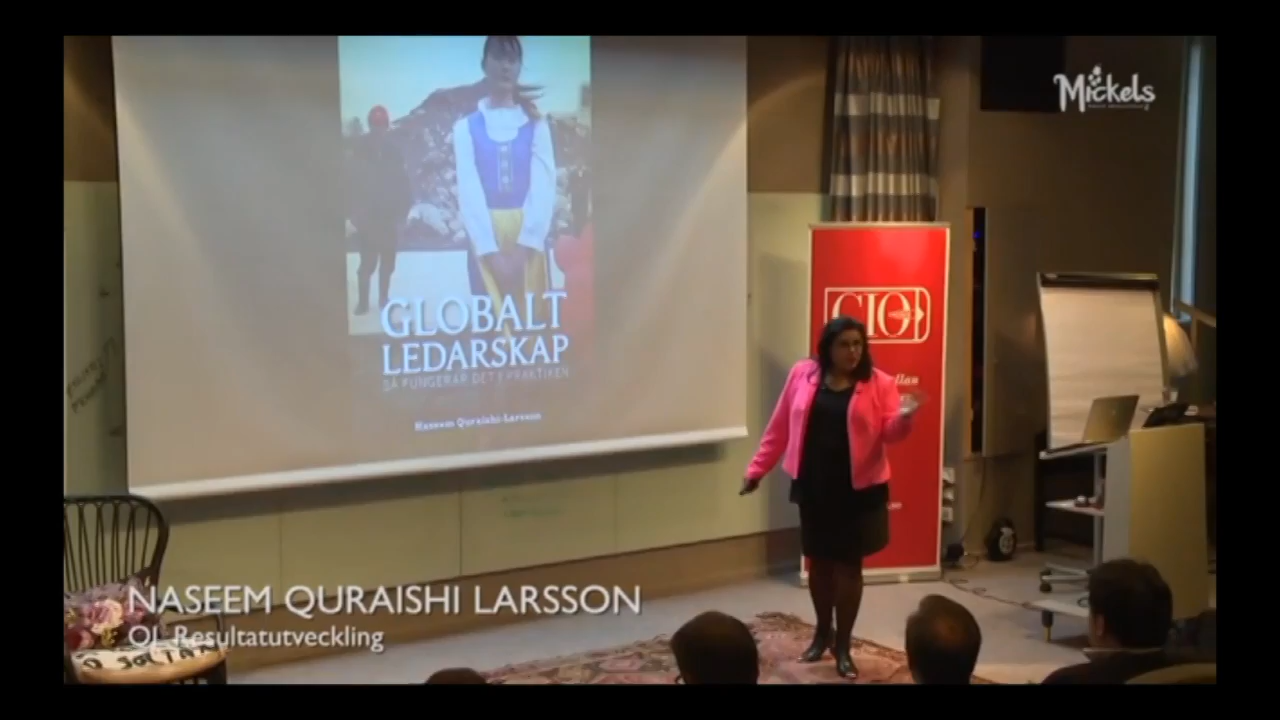 Mickels
GLOBALT
LEDARSKAP
SÅ FUNGERAR DET I PRAKTIKEN
Naseem Quraishi-Larsson
CIO
NASEEM QURAISHI LARSSON
QL Resultatutveckling